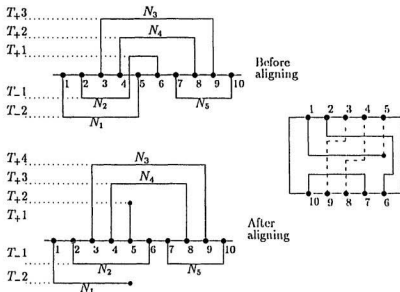 T+3
N3
T+2
N4
T+1
Before
aligning
1 2 3 4 5 6 7 8 9 10
T-1
N2
N5
T-2
N1
1 2 3 4 5
10 9 8 7 6
T+4
N3
T+3
N4
T+2
T+1
After
aligning
1 2 3 4 5 6 7 8 9 10
T-1
N2
N5
T-2
N1